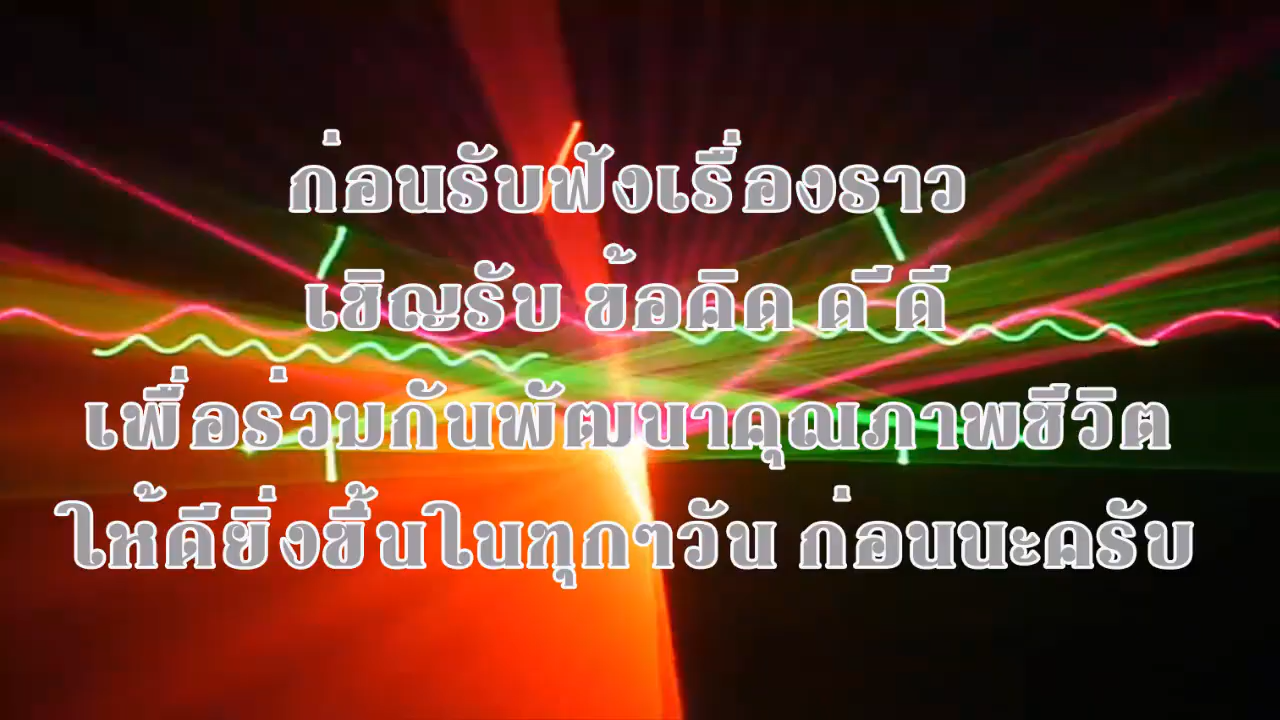 ก่อนรับฟังเรื่องราว
เชิญรับ ข้อคิด ดี ดี
เพื่อร่วมกันพัฒนาคุณภาพชีวิต
ให้ดียิ่งขึ้นในทุกๆวัน ก่อนนะครับ